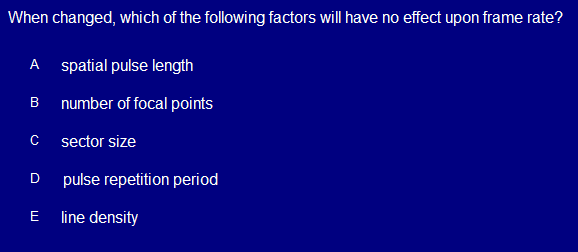 When changed, which of the following factors will have no effect upon frame rate?
A spatial pulse length
B number of focal points
C sector size
D pulse repetition period
E line density